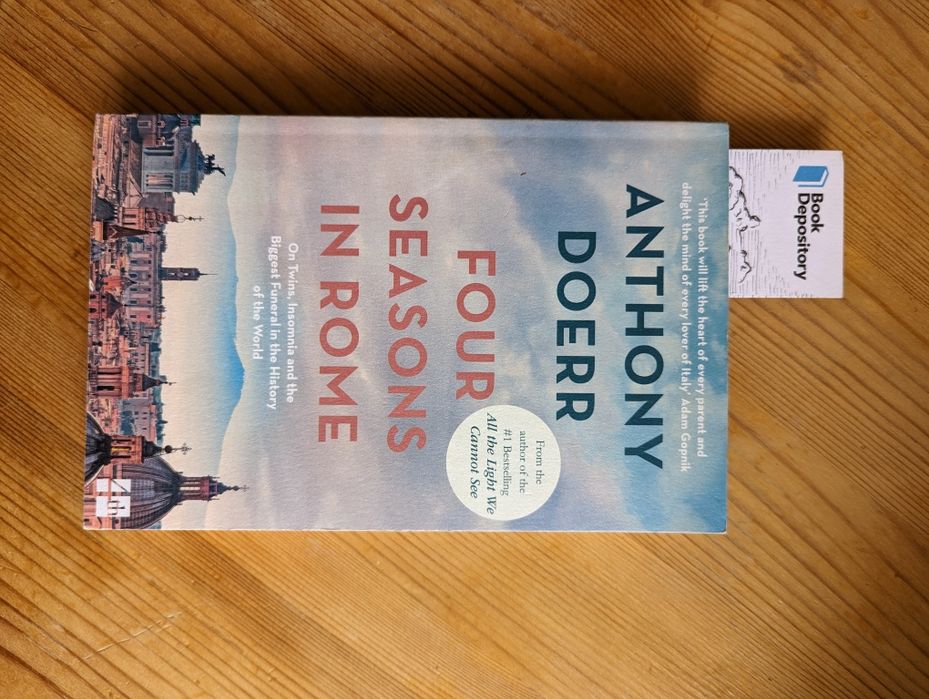 Book
Depository
'This book will lift the heart of every parent and
delight the mind of every lover of Italy' Adam Gopnik
ANTHONY
DOERR
FOUR
SEASONS
IN ROME
From the
author of the
#1 Bestselling
All the Light We
Cannot See
On Twins, Insomnia and the
Biggest Funeral in the History
of the World
4th